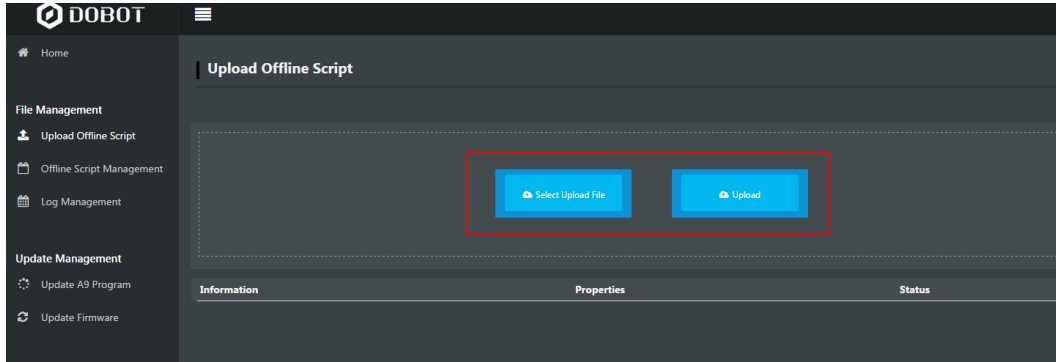 DOBOT
Home
File Management
Upload Offline Script
Offline Script Management
Log Management
Update Management
Update A9 Program
Update Firmware
Upload Offline Script
Select Upload File
Upload
Information Properties Status